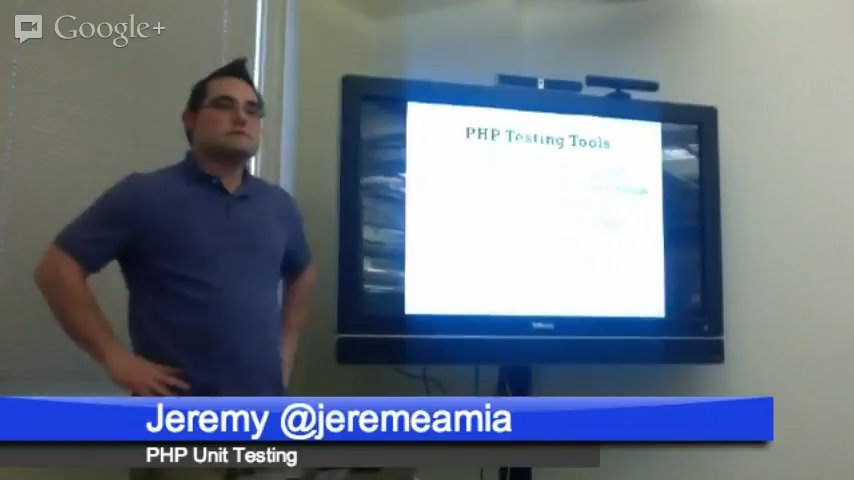 Google+
PHP Testing Tools
Jeremy @jeremeamia
PHP Unit Testing